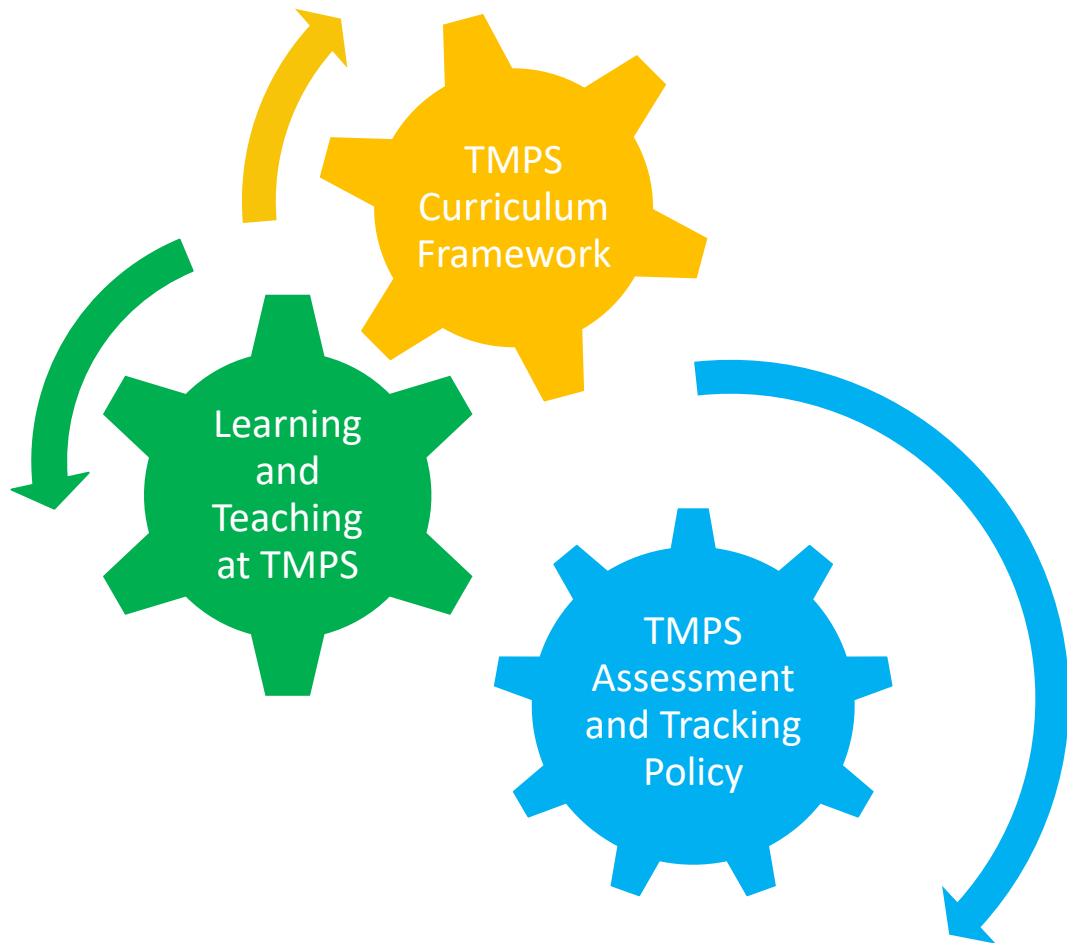 TMPS
Curriculum
Framework
Learning
and
Teaching
at TMPS
TMPS
Assessment
and Tracking
Policy